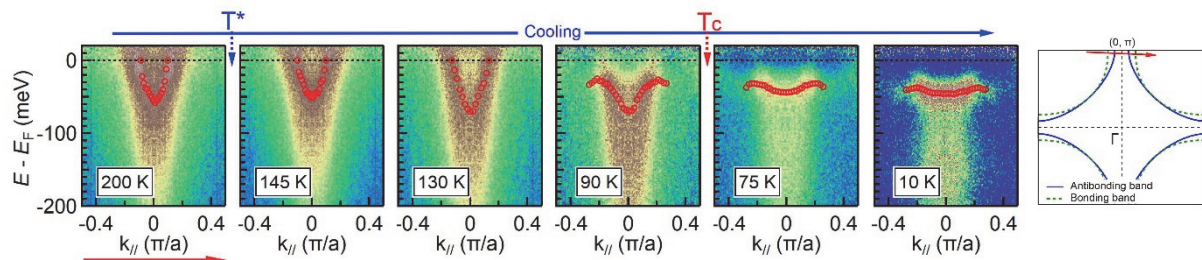 T*
Cooling
Tc
(0, π)
E - E_F (meV)
0
-100
-200
200 K
145 K
130 K
90 K
75 K
10 K
Γ
Antibonding band
Bonding band
-0.4 0 0.4
-0.4 0 0.4
-0.4 0 0.4
-0.4 0 0.4
-0.4 0 0.4
-0.4 0 0.4
k// (π/a)
k// (π/a)
k// (π/a)
k// (π/a)
k// (π/a)
k// (π/a)